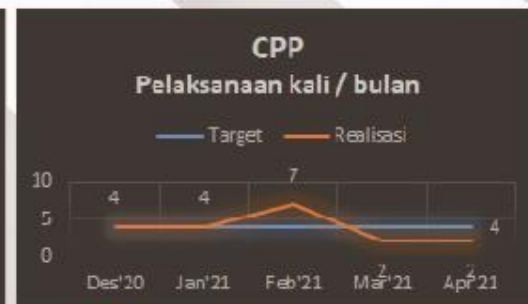 CPP
Pelaksanaan kali / bulan
Target Realisasi
10
7
4 4
5
4
0
2 2
Des'20 Jan'21 Feb'21 Mar'21 Apr'21